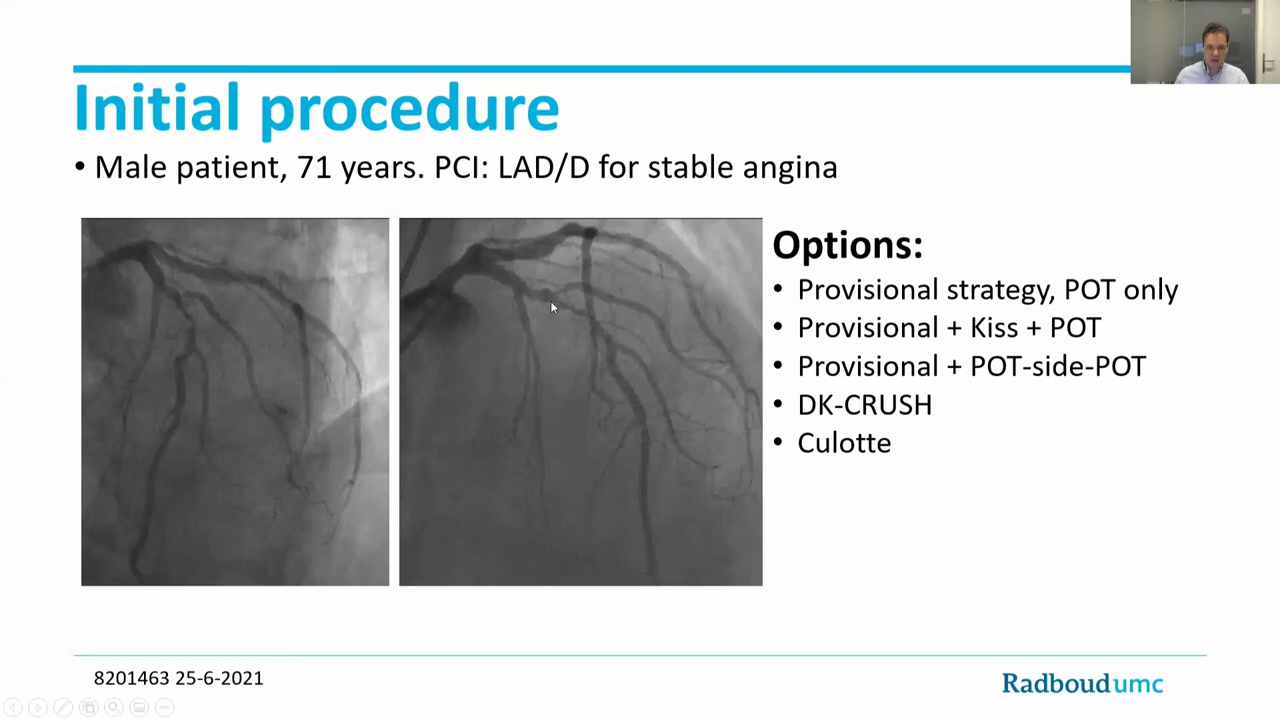 Initial procedure
• Male patient, 71 years. PCI: LAD/D for stable angina
Options:
• Provisional strategy, POT only
• Provisional + Kiss + POT
• Provisional + POT-side-POT
• DK-CRUSH
• Culotte
8201463 25-6-2021
Radboudumc